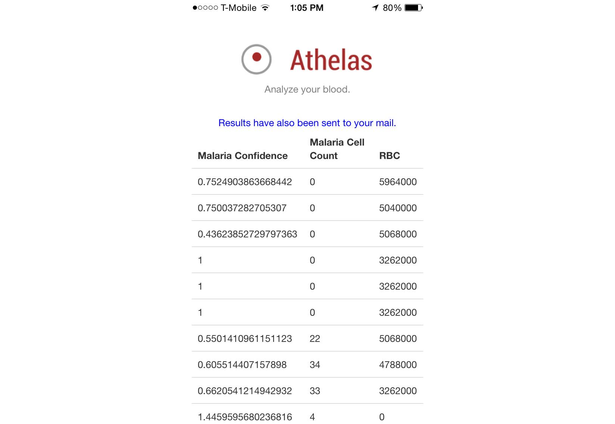 T-Mobile 1:05 PM 80%
Athelas
Analyze your blood.
Results have also been sent to your mail.
Malaria Confidence Malaria Cell Count RBC
0.7524903863668442 0 5964000
0.750037282705307 0 5040000
0.43623852729797363 0 5068000
1 0 3262000
1 0 3262000
1 0 3262000
0.5501410961151123 22 5068000
0.605514407157898 34 4788000
0.6620541214942932 33 3262000
1.4459595680236816 4 0